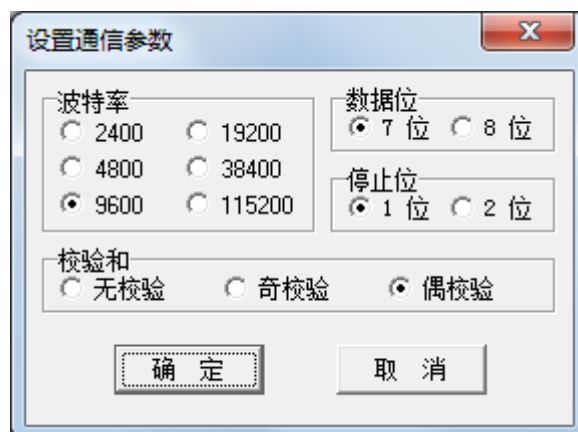 设置通信参数
波特率
2400 19200
4800 38400
9600 115200
数据位
7 位 8 位
停止位
1 位 2 位
校验和
无校验 奇校验 偶校验
确 定 取 消